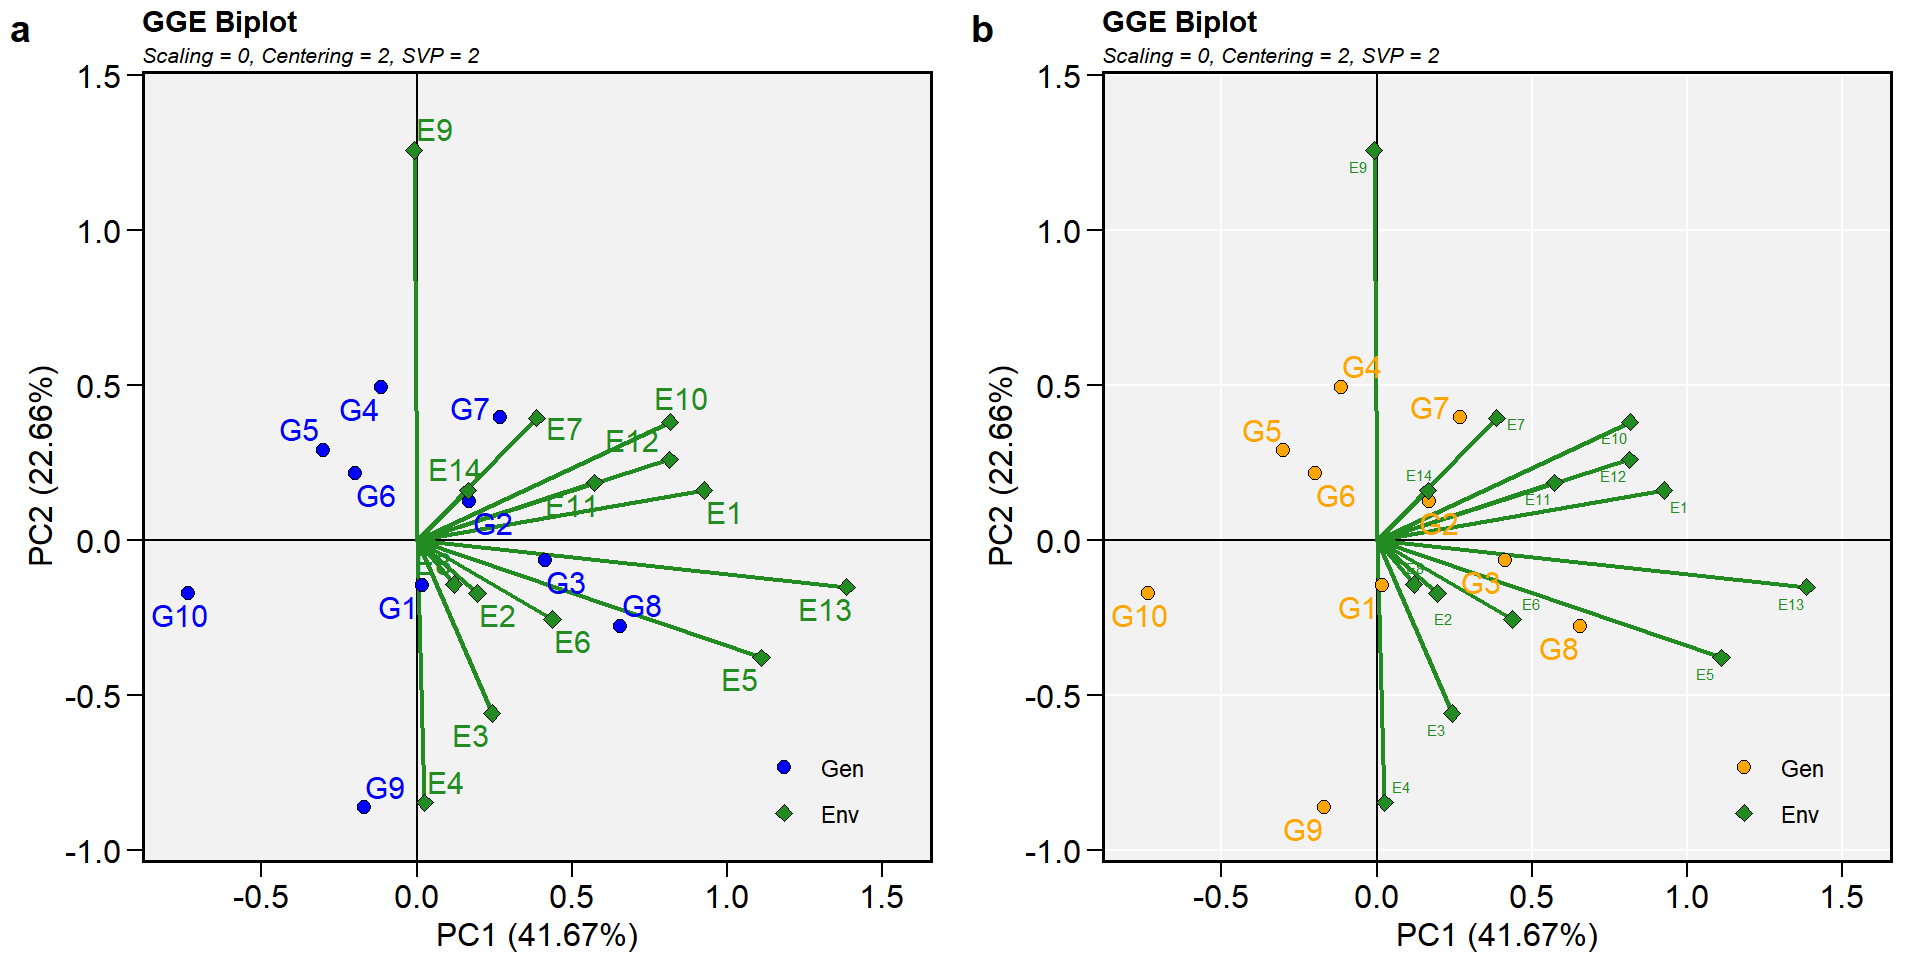 a
GGE Biplot
Scaling = 0, Centering = 2, SVP = 2
1.5
1.0
0.5
0.0
-0.5
-1.0
PC2 (22.66%)
E9
G4
G7
E7
E10
G5
E12
G6
E14
E11
E1
G2
G10
G1
E2
G3
G8
E13
E6
E5
E3
G9
E4
Gen
Env
-0.5
0.0
0.5
1.0
1.5
PC1 (41.67%)
b
GGE Biplot
Scaling = 0, Centering = 2, SVP = 2
1.5
1.0
0.5
0.0
-0.5
-1.0
PC2 (22.66%)
E9
G4
G7
E7
G5
E10
G6
E14
E11
E12
E1
G2
E8
G3
G10
G1
E2
E6
G8
E13
E5
E3
E4
G9
Gen
Env
-0.5
0.0
0.5
1.0
1.5
PC1 (41.67%)